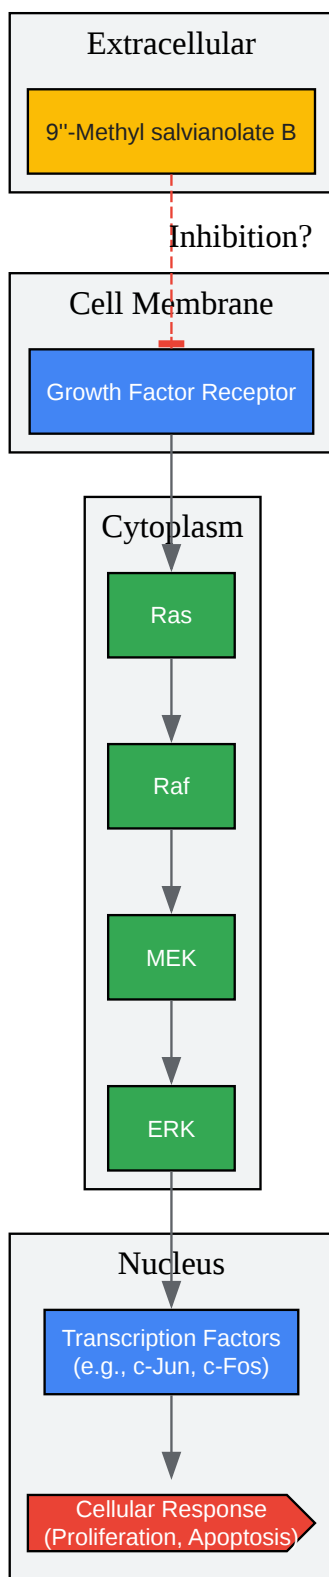 Extracellular
9''-Methyl salvianolate B
Inhibition?
Cell Membrane
Growth Factor Receptor
Cytoplasm
Ras
Raf
MEK
ERK
Nucleus
Transcription Factors
(e.g., c-Jun, c-Fos)
Cellular Response
(Proliferation, Apoptosis)